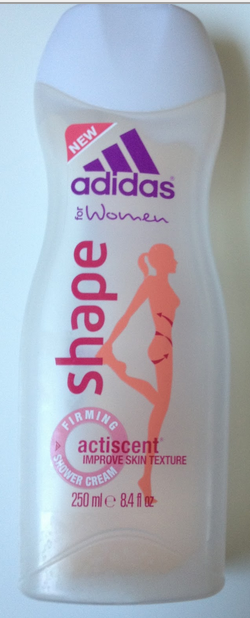 NEW
adidas®
for Women
shape
FIRMING
SHOWER CREAM
actiscent®
IMPROVE SKIN TEXTURE
250 ml e 8.4 fl oz